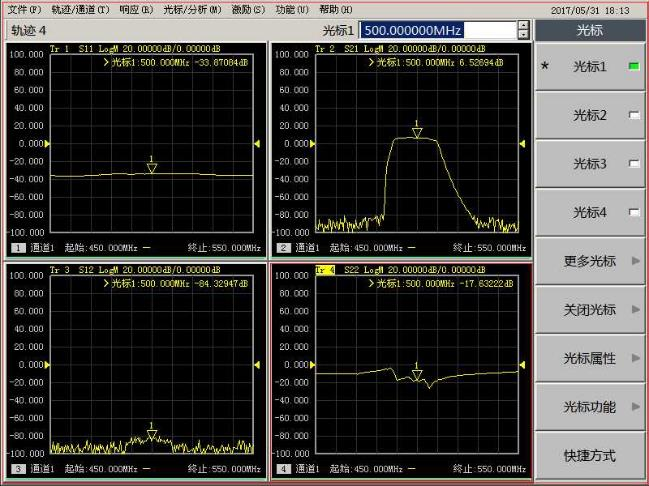 文件(F) 轨迹/通道(T) 响应(R) 光标/分析(M) 激励(S) 功能(U) 帮助(H) 2017/05/31 18:13
轨迹 4 光标1 500.000000MHz 光标
Tr 1 S11 LogM 20.00000dB/0.00000dB
100.000
>光标1:500.000MHz -33.87084dB
80.000
60.000
40.000
20.000
0.000
-20.000
1
-40.000
-60.000
-80.000
-100.000
1 通道1 起始:450.000MHz — 终止:550.000MHz
Tr 2 S21 LogM 20.00000dB/0.00000dB
100.000
>光标1:500.000MHz 6.52694dB
80.000
60.000
40.000
20.000
1
0.000
-20.000
-40.000
-60.000
-80.000
-100.000
2 通道1 起始:450.000MHz — 终止:550.000MHz
Tr 3 S12 LogM 20.00000dB/0.00000dB
100.000
>光标1:500.000MHz -84.32947dB
80.000
60.000
40.000
20.000
0.000
-20.000
-40.000
-60.000
1
-80.000
-100.000
3 通道1 起始:450.000MHz — 终止:550.000MHz
Tr 4 S22 LogM 20.00000dB/0.00000dB
100.000
>光标1:500.000MHz -17.63222dB
80.000
60.000
40.000
20.000
0.000
1
-20.000
-40.000
-60.000
-80.000
-100.000
4 通道1 起始:450.000MHz — 终止:550.000MHz
* 光标1
光标2
光标3
光标4
更多光标
关闭光标
光标属性
光标功能
快捷方式